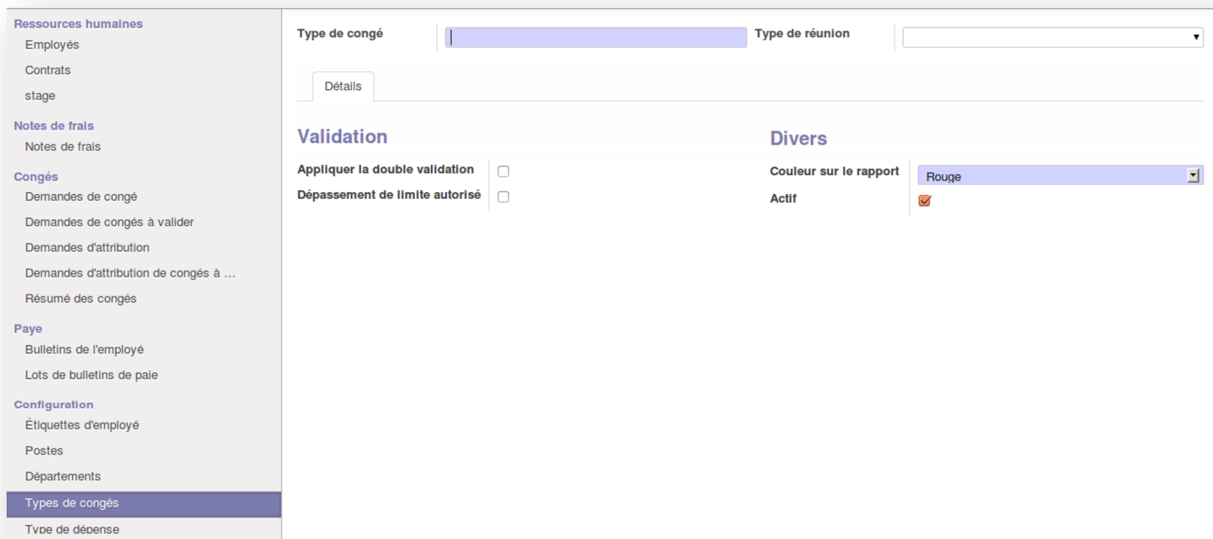 Ressources humaines
Employés
Contrats
stage
Notes de frais
Notes de frais
Congés
Demandes de congé
Demandes de congés à valider
Demandes d'attribution
Demandes d'attribution de congés à ...
Résumé des congés
Paye
Bulletins de l'employé
Lots de bulletins de paie
Configuration
Étiquettes d'employé
Postes
Départements
Types de congés
Type de dépense
Type de congé
Type de réunion
Détails
Validation
Appliquer la double validation
Dépassement de limite autorisé
Divers
Couleur sur le rapport
Rouge
Actif